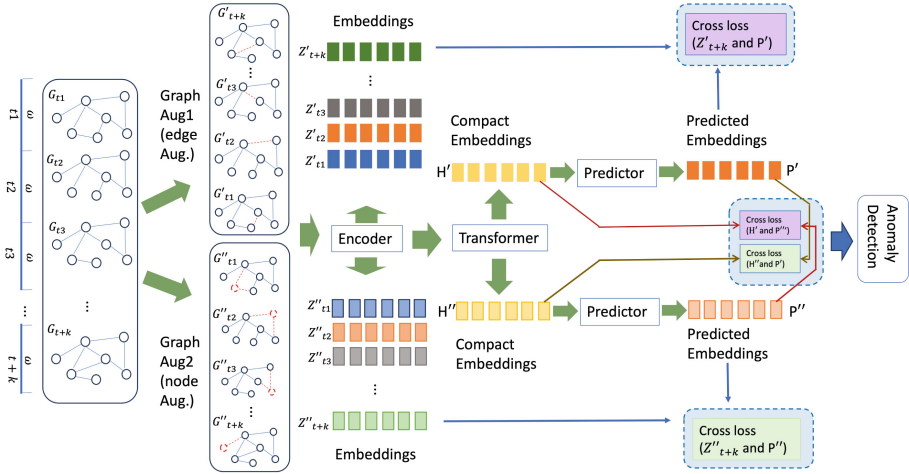 t1
ω
t2
ω
t3
ω
...
t + k
ω
G_t1
G_t2
G_t3
...
G_t+k
Graph
Aug1
(edge
Aug.)
Graph
Aug2
(node
Aug.)
G′_t+k
...
G′_t3
G′_t2
G′_t1
G′′_t1
G′′_t2
G′′_t3
...
G′′_t+k
Embeddings
Z′_t+k
...
Z′_t3
Z′_t2
Z′_t1
Encoder
Z′′_t1
Z′′_t2
Z′′_t3
...
Z′′_t+k
Embeddings
Transformer
Compact
Embeddings
H′
Predictor
Predicted
Embeddings
P′
H′′
Compact
Embeddings
Predictor
P′′
Predicted
Embeddings
Cross loss
(Z′_t+k and P′)
Cross loss
(H′ and P′′)
Cross loss
(H′′and P′)
Cross loss
(Z′′_t+k and P′′)
Anomaly
Detection